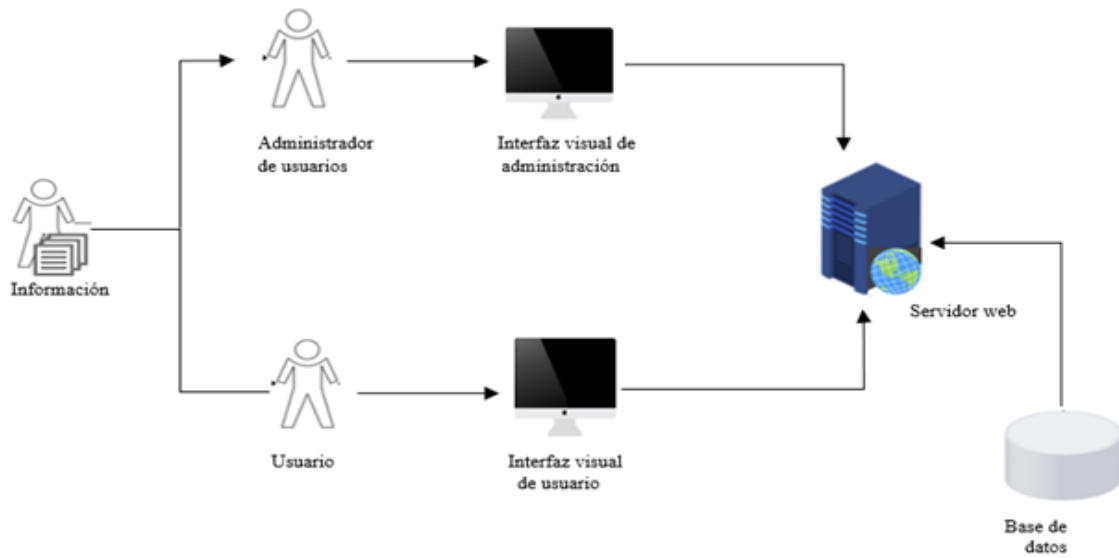 Administrador
de usuarios
Interfaz visual de
administración
Información
Servidor web
Usuario
Interfaz visual
de usuario
Base de
datos